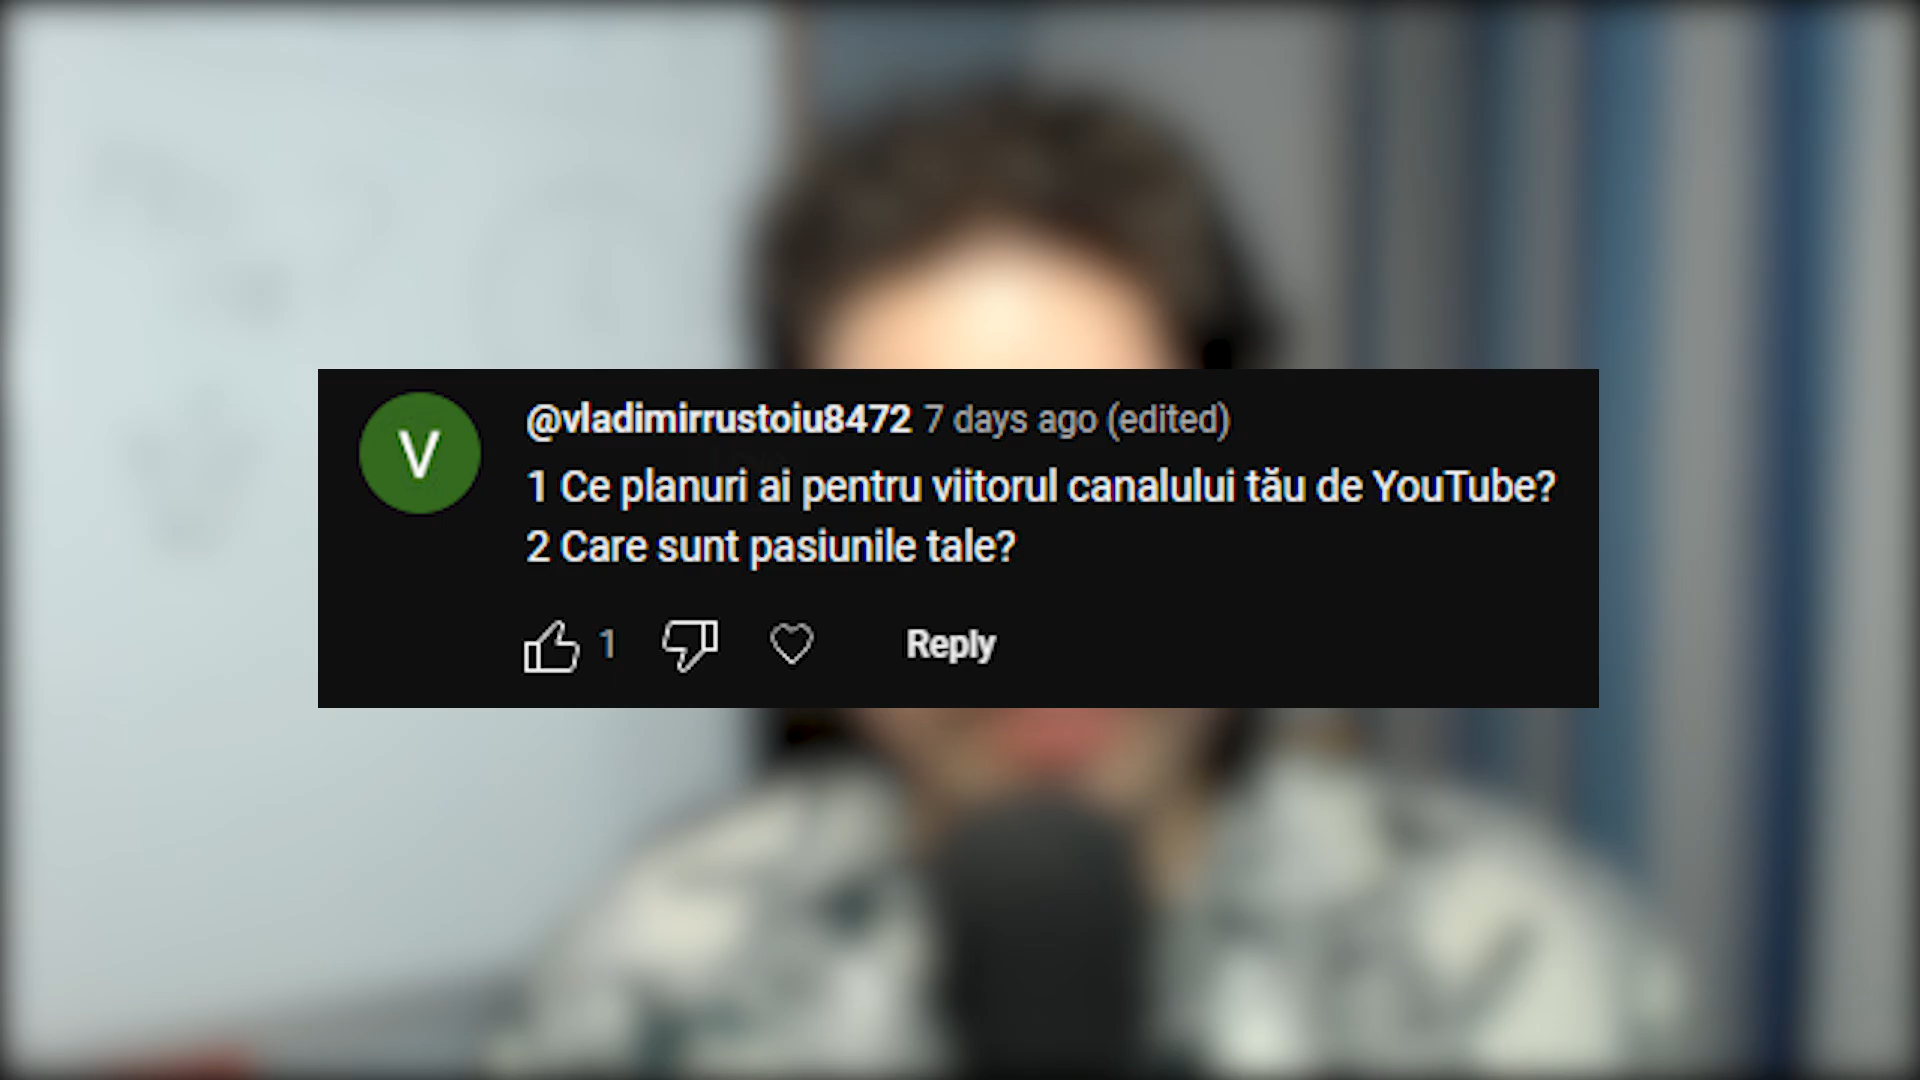 V
@vladimirrustoiu8472 7 days ago (edited)
1 Ce planuri ai pentru viitorul canalului tău de YouTube?
2 Care sunt pasiunile tale?
1
Reply